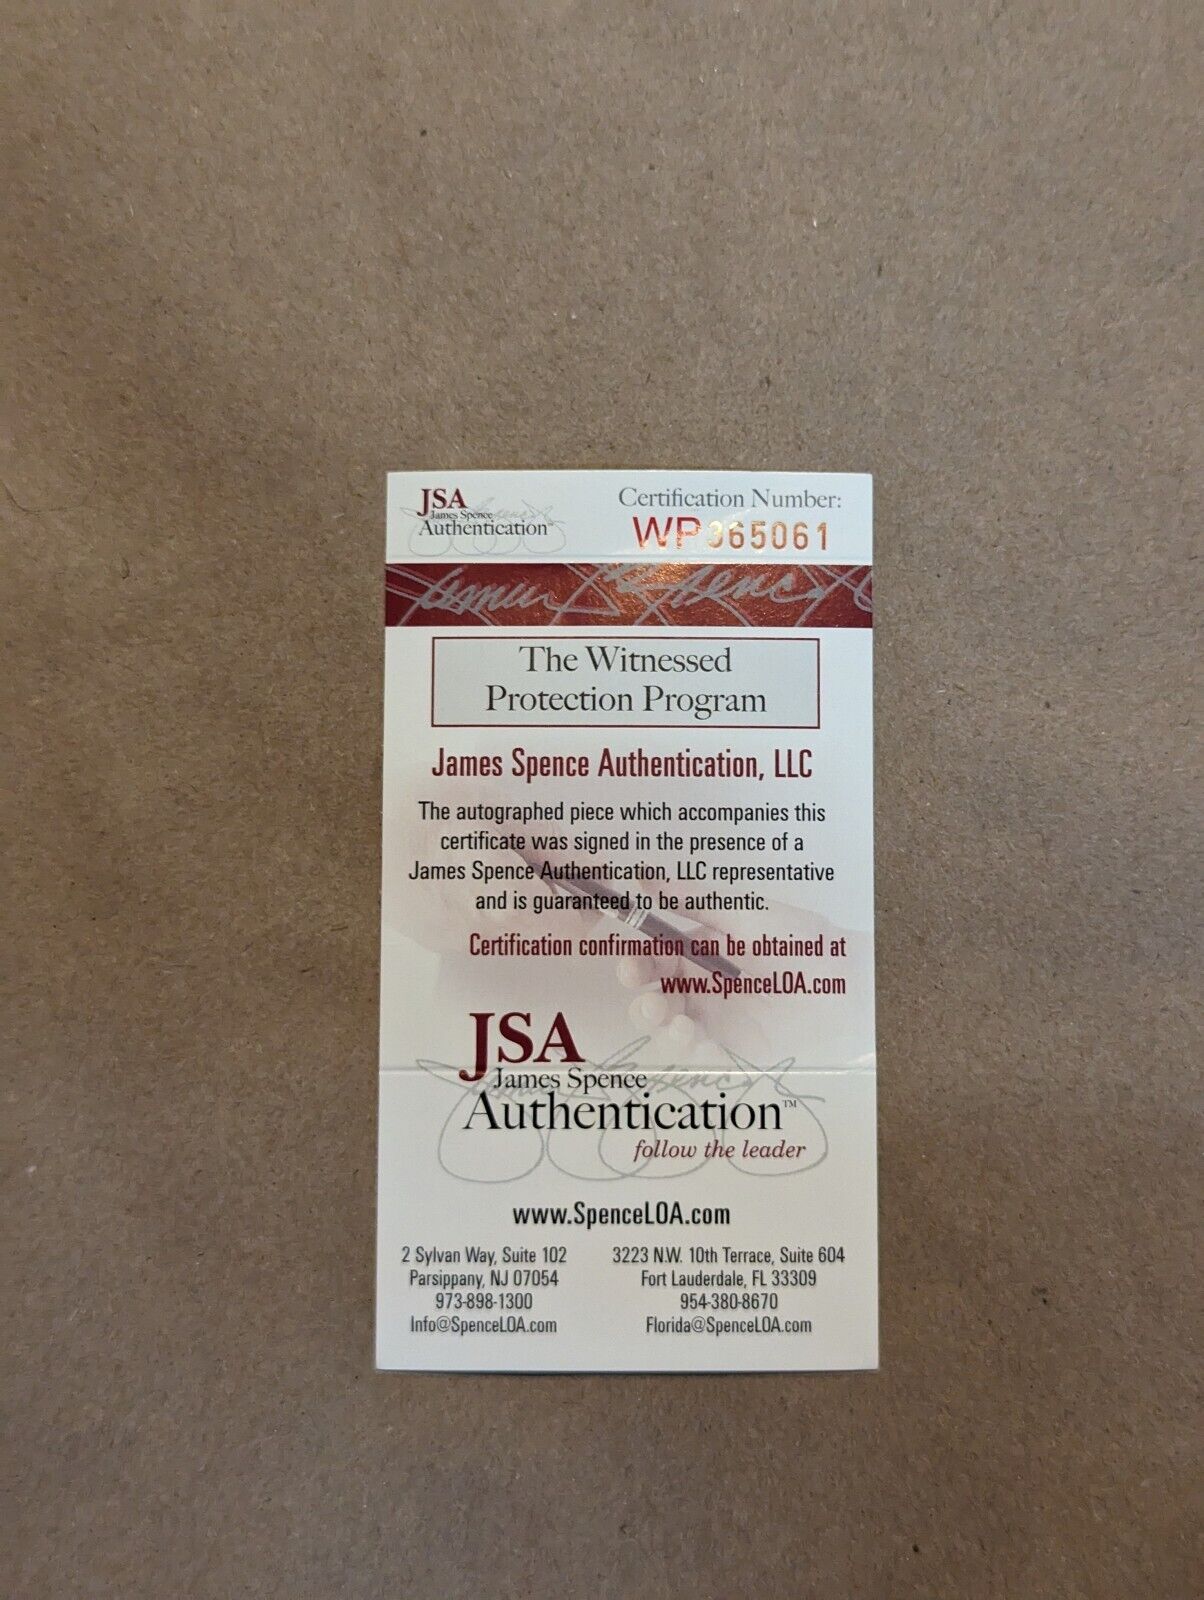 JSA
James Spence
Authentication™
Certification Number:
WP365061
James Spence
The Witnessed
Protection Program
James Spence Authentication, LLC
The autographed piece which accompanies this
certificate was signed in the presence of a
James Spence Authentication, LLC representative
and is guaranteed to be authentic.
Certification confirmation can be obtained at
www.SpenceLOA.com
JSA
James Spence
Authentication™
follow the leader
www.SpenceLOA.com
2 Sylvan Way, Suite 102
Parsippany, NJ 07054
973-898-1300
Info@SpenceLOA.com
3223 N.W. 10th Terrace, Suite 604
Fort Lauderdale, FL 33309
954-380-8670
Florida@SpenceLOA.com